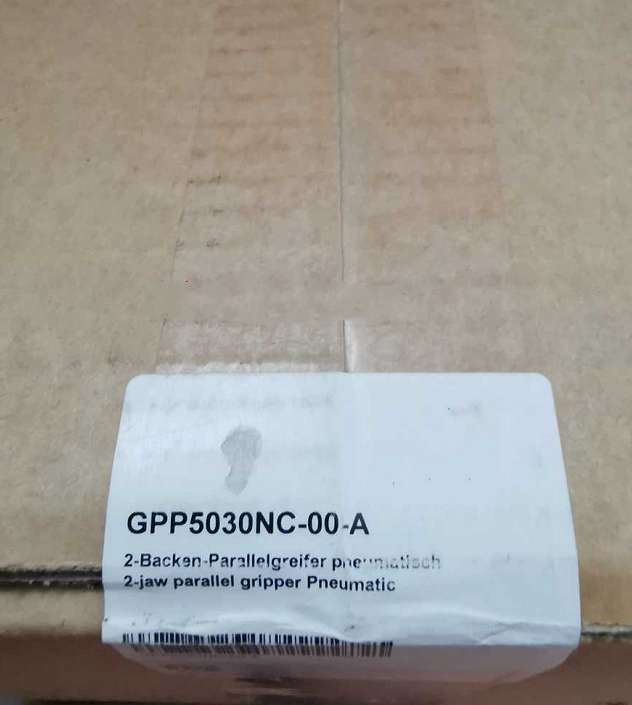 GPP5030NC-00-A
2-Backen-Parallelgreifer pneumatisch
2-jaw parallel gripper Pneumatic